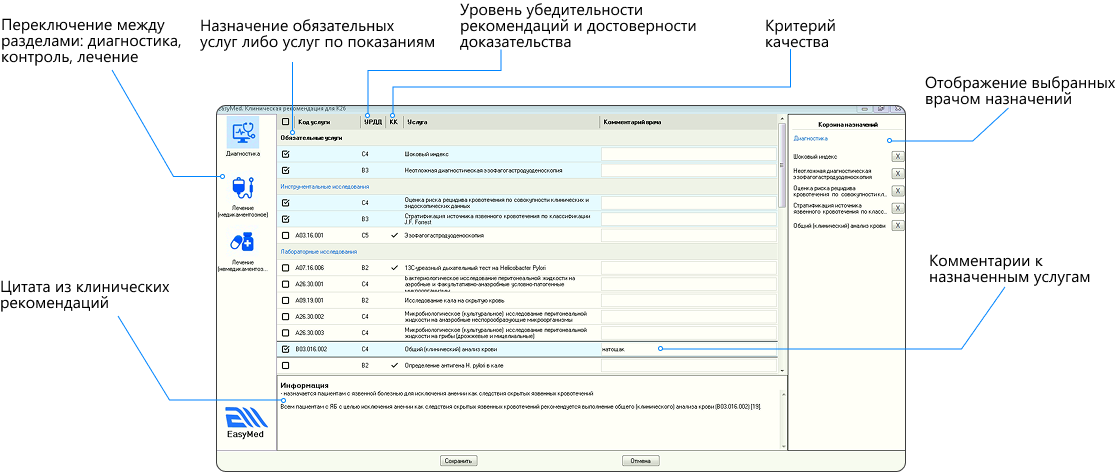 Переключение между
разделами: диагностика,
контроль, лечение
Назначение обязательных
услуг либо услуг по показаниям
Уровень убедительности
рекомендаций и достоверности
доказательства
Критерий
качества
Отображение выбранных
врачом назначений
Комментарии к
назначенным услугам
Цитата из клинических
рекомендаций
EasyMed. Клиническая рекомендация для K26
Диагностика
Лечение
(медикаментозное)
Лечение
(немедикаментоз...
EasyMed
Код услуги УРДД КК Услуга Комментарий врача
Обязательные услуги
C4 Шоковый индекс
B3 Неотложная диагностическая эзофагогастродуоденоскопия
Инструментальные исследования
C4 Оценка риска рецидива кровотечения по совокупности клинических и
эндоскопических данных
B3 Стратификация источника язвенного кровотечения по классификации
J.F. Forrest
A03.16.001 C5 Эзофагогастродуоденоскопия
Лабораторные исследования
A07.16.006 B2 13C-уреазный дыхательный тест на Helicobacter Pylori
A26.30.001 C4 Бактериологическое исследование перитонеальной жидкости на
аэробные и факультативно-анаэробные условно-патогенные
микроорганизмы
A09.19.001 B2 Исследование кала на скрытую кровь
A26.30.002 C4 Микробиологическое (культуральное) исследование перитонеальной
жидкости на анаэробные неспорообразующие микроорганизмы
A26.30.003 C4 Микробиологическое (культуральное) исследование перитонеальной
жидкости на грибы (дрожжевые и мицелиальные)
B03.016.002 C4 Общий (клинический) анализ крови натощак
B2 Определение антигена H. pylori в кале
Информация
- назначается пациентам с язвенной болезнью для исключения анемии как следствия скрытых язвенных кровотечений
Всем пациентам с ЯБ с целью исключения анемии как следствия скрытых язвенных кровотечений рекомендуется выполнение общего (клинического) анализа крови (B03.016.002) [19].
Корзина назначений
Диагностика
Шоковый индекс X
Неотложная диагностическая
эзофагогастродуоденоскопия X
Оценка риска рецидива
кровотечения по совокупности кл... X
Стратификация источника
язвенного кровотечения по класс... X
Общий (клинический) анализ крови X
Сохранить Отмена